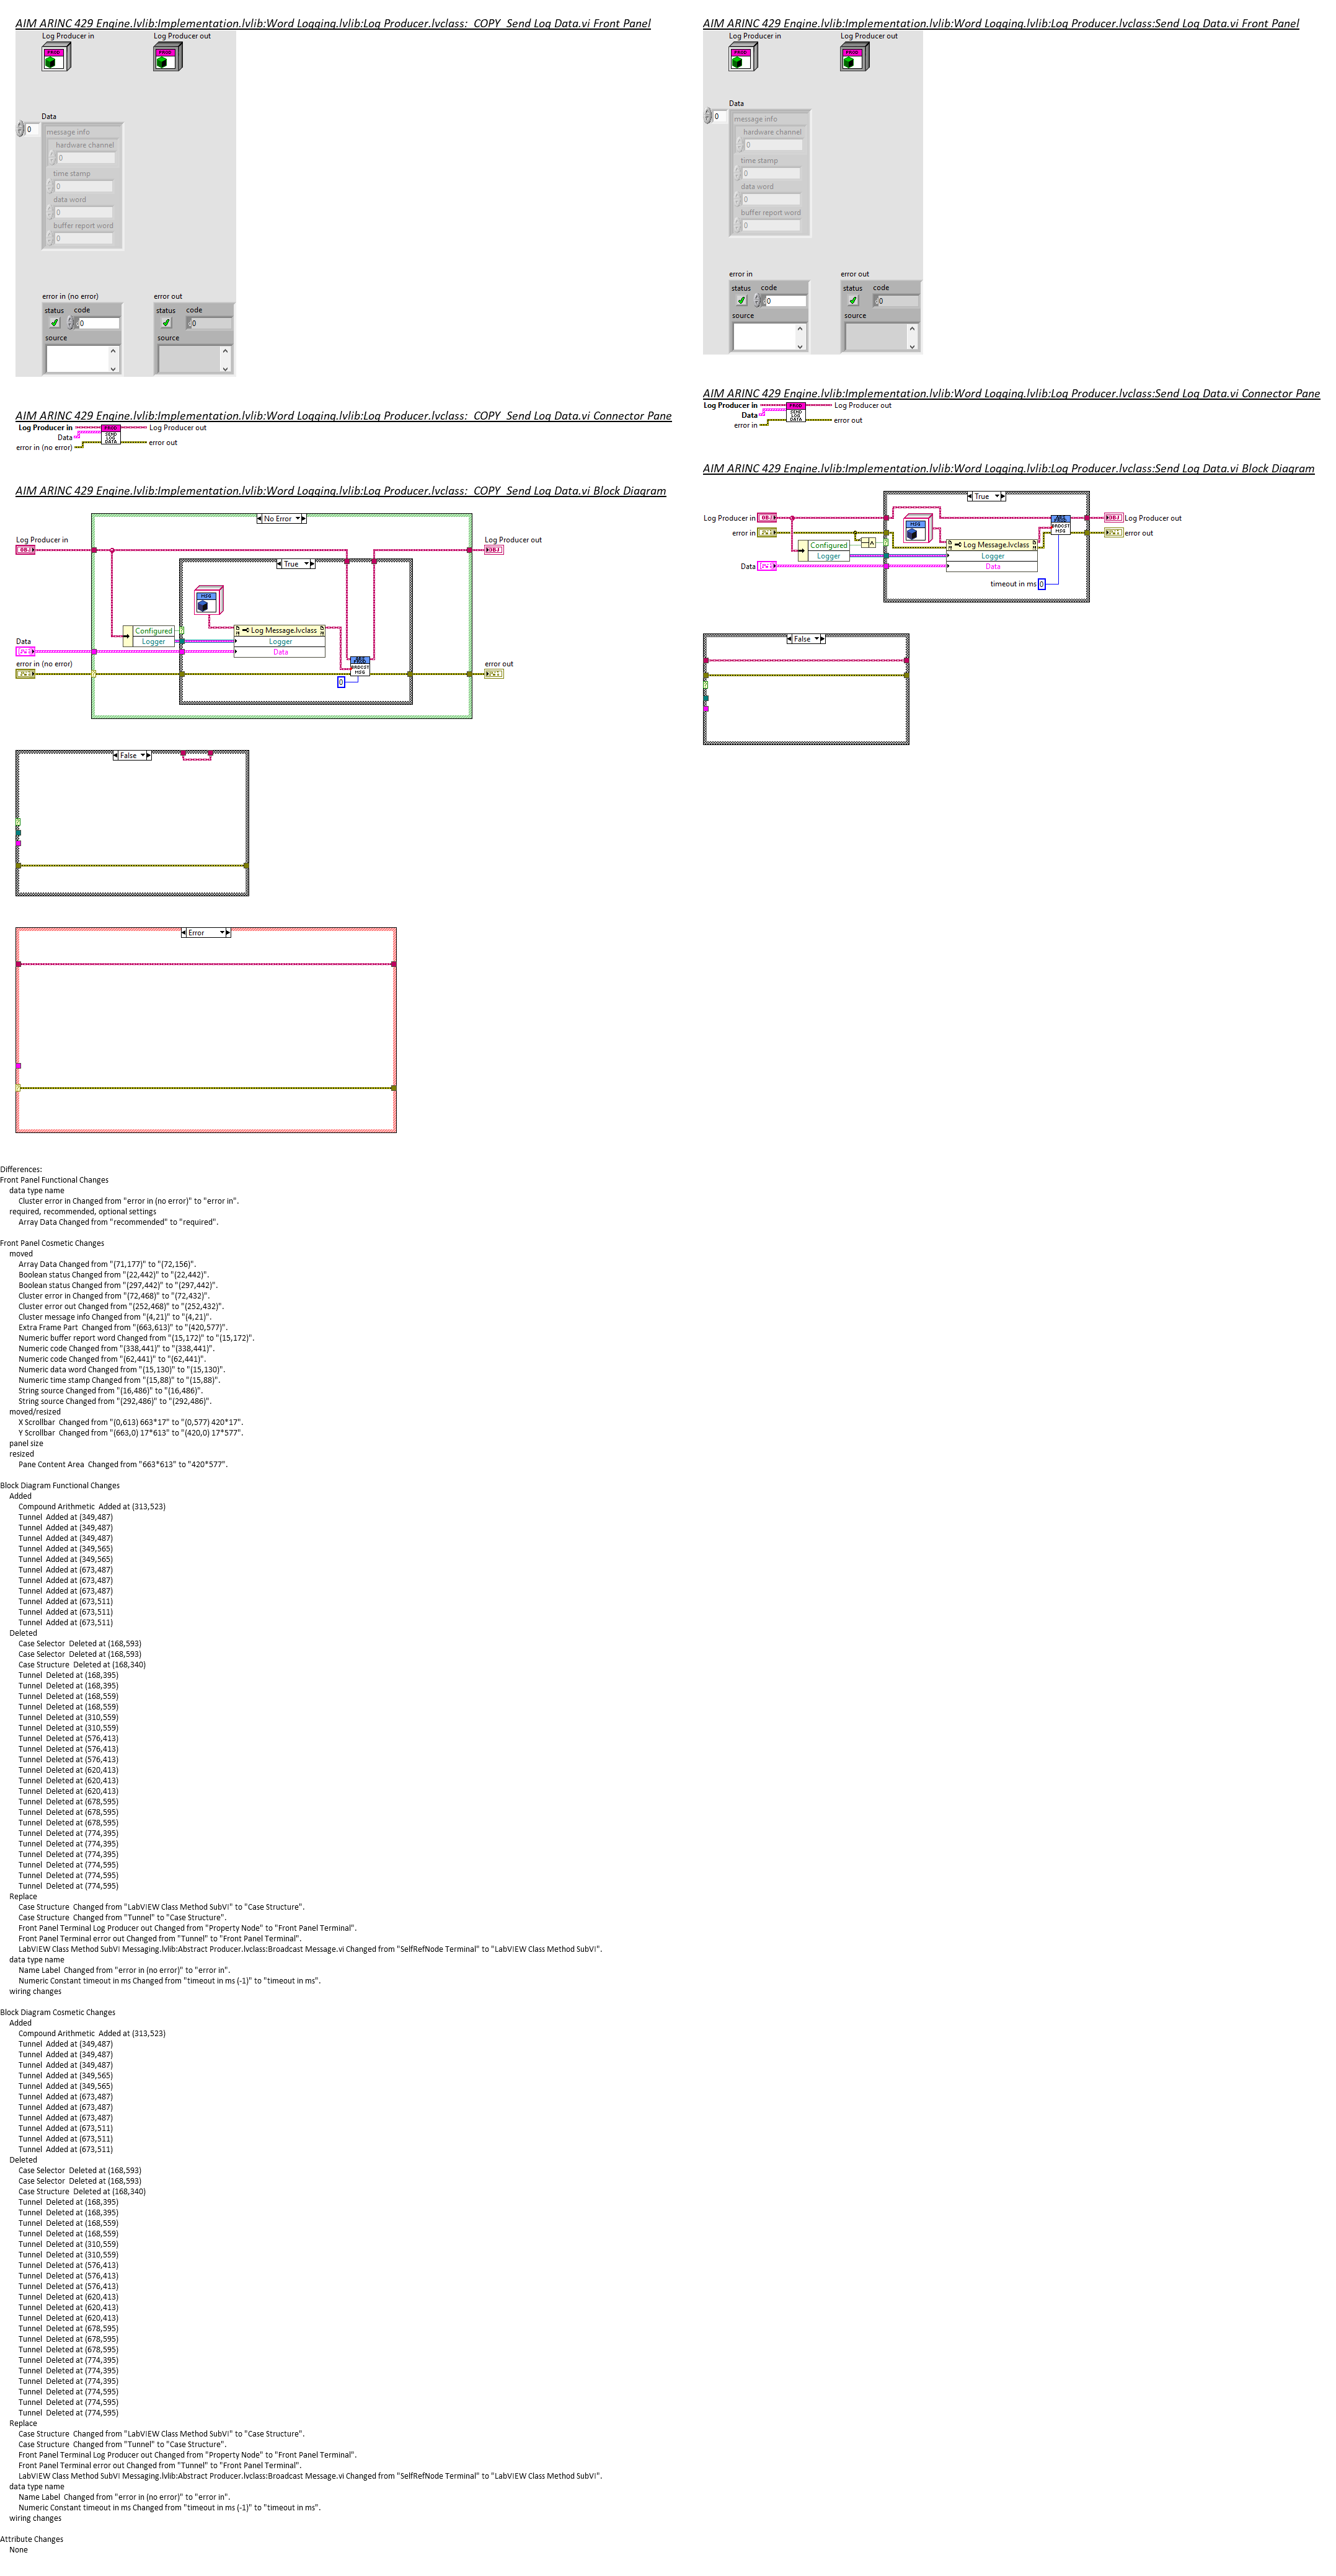 AIM ARINC 429 Engine.lvlib:Implementation.lvlib:Word Logging.lvlib:Log Producer.lvclass:_COPY_Send Log Data.vi Front Panel
Log Producer in
Log Producer out
PROD
PROD
Data
0
message info
hardware channel
0
time stamp
0
data word
0
buffer report word
0
error in (no error)
error out
status
code
status
code
0
0
source
source
AIM ARINC 429 Engine.lvlib:Implementation.lvlib:Word Logging.lvlib:Log Producer.lvclass:_COPY_Send Log Data.vi Connector Pane
Log Producer in
Log Producer out
Data
error in (no error)
error out
PROD
SEND
LOG
DATA
AIM ARINC 429 Engine.lvlib:Implementation.lvlib:Word Logging.lvlib:Log Producer.lvclass:_COPY_Send Log Data.vi Block Diagram
No Error
Log Producer in
Log Producer out
OBJ
OBJ
True
MSG
Configured
Logger
Log Message.lvclass
Logger
Data
Data
error in (no error)
error out
BRDCST
MSG
0
False
Error
AIM ARINC 429 Engine.lvlib:Implementation.lvlib:Word Logging.lvlib:Log Producer.lvclass:Send Log Data.vi Front Panel
Log Producer in
Log Producer out
PROD
PROD
Data
0
message info
hardware channel
0
time stamp
0
data word
0
buffer report word
0
error in
error out
status
code
status
code
0
0
source
source
AIM ARINC 429 Engine.lvlib:Implementation.lvlib:Word Logging.lvlib:Log Producer.lvclass:Send Log Data.vi Connector Pane
Log Producer in
Log Producer out
Data
error in
error out
PROD
SEND
LOG
DATA
AIM ARINC 429 Engine.lvlib:Implementation.lvlib:Word Logging.lvlib:Log Producer.lvclass:Send Log Data.vi Block Diagram
True
Log Producer in
OBJ
OBJ
Log Producer out
MSG
BRDCST
MSG
error in
error out
Configured
Logger
A
Log Message.lvclass
Logger
Data
Data
timeout in ms
0
False
Differences:
Front Panel Functional Changes
data type name
Cluster error in Changed from "error in (no error)" to "error in".
required, recommended, optional settings
Array Data Changed from "recommended" to "required".
Front Panel Cosmetic Changes
moved
Array Data Changed from "(71,177)" to "(72,156)".
Boolean status Changed from "(22,442)" to "(22,442)".
Boolean status Changed from "(297,442)" to "(297,442)".
Cluster error in Changed from "(72,468)" to "(72,432)".
Cluster error out Changed from "(252,468)" to "(252,432)".
Cluster message info Changed from "(4,21)" to "(4,21)".
Extra Frame Part  Changed from "(663,613)" to "(420,577)".
Numeric buffer report word Changed from "(15,172)" to "(15,172)".
Numeric code Changed from "(338,441)" to "(338,441)".
Numeric code Changed from "(62,441)" to "(62,441)".
Numeric data word Changed from "(15,130)" to "(15,130)".
Numeric time stamp Changed from "(15,88)" to "(15,88)".
String source Changed from "(16,486)" to "(16,486)".
String source Changed from "(292,486)" to "(292,486)".
moved/resized
X Scrollbar  Changed from "(0,613) 663*17" to "(0,577) 420*17".
Y Scrollbar  Changed from "(663,0) 17*613" to "(420,0) 17*577".
panel size
resized
Pane Content Area  Changed from "663*613" to "420*577".
Block Diagram Functional Changes
Added
Compound Arithmetic  Added at (313,523)
Tunnel  Added at (349,487)
Tunnel  Added at (349,487)
Tunnel  Added at (349,487)
Tunnel  Added at (349,565)
Tunnel  Added at (349,565)
Tunnel  Added at (673,487)
Tunnel  Added at (673,487)
Tunnel  Added at (673,487)
Tunnel  Added at (673,511)
Tunnel  Added at (673,511)
Tunnel  Added at (673,511)
Deleted
Case Selector  Deleted at (168,593)
Case Selector  Deleted at (168,593)
Case Structure  Deleted at (168,340)
Tunnel  Deleted at (168,395)
Tunnel  Deleted at (168,395)
Tunnel  Deleted at (168,559)
Tunnel  Deleted at (168,559)
Tunnel  Deleted at (310,559)
Tunnel  Deleted at (310,559)
Tunnel  Deleted at (576,413)
Tunnel  Deleted at (576,413)
Tunnel  Deleted at (576,413)
Tunnel  Deleted at (620,413)
Tunnel  Deleted at (620,413)
Tunnel  Deleted at (620,413)
Tunnel  Deleted at (678,595)
Tunnel  Deleted at (678,595)
Tunnel  Deleted at (678,595)
Tunnel  Deleted at (774,395)
Tunnel  Deleted at (774,395)
Tunnel  Deleted at (774,395)
Tunnel  Deleted at (774,595)
Tunnel  Deleted at (774,595)
Tunnel  Deleted at (774,595)
Replace
Case Structure  Changed from "LabVIEW Class Method SubVI" to "Case Structure".
Case Structure  Changed from "Tunnel" to "Case Structure".
Front Panel Terminal Log Producer out Changed from "Property Node" to "Front Panel Terminal".
Front Panel Terminal error out Changed from "Tunnel" to "Front Panel Terminal".
LabVIEW Class Method SubVI Messaging.lvlib:Abstract Producer.lvclass:Broadcast Message.vi Changed from "SelfRefNode Terminal" to "LabVIEW Class Method SubVI".
data type name
Name Label  Changed from "error in (no error)" to "error in".
Numeric Constant timeout in ms Changed from "timeout in ms (-1)" to "timeout in ms".
wiring changes
Block Diagram Cosmetic Changes
Added
Compound Arithmetic  Added at (313,523)
Tunnel  Added at (349,487)
Tunnel  Added at (349,487)
Tunnel  Added at (349,487)
Tunnel  Added at (349,565)
Tunnel  Added at (349,565)
Tunnel  Added at (673,487)
Tunnel  Added at (673,487)
Tunnel  Added at (673,487)
Tunnel  Added at (673,511)
Tunnel  Added at (673,511)
Tunnel  Added at (673,511)
Deleted
Case Selector  Deleted at (168,593)
Case Selector  Deleted at (168,593)
Case Structure  Deleted at (168,340)
Tunnel  Deleted at (168,395)
Tunnel  Deleted at (168,395)
Tunnel  Deleted at (168,559)
Tunnel  Deleted at (168,559)
Tunnel  Deleted at (310,559)
Tunnel  Deleted at (310,559)
Tunnel  Deleted at (576,413)
Tunnel  Deleted at (576,413)
Tunnel  Deleted at (576,413)
Tunnel  Deleted at (620,413)
Tunnel  Deleted at (620,413)
Tunnel  Deleted at (620,413)
Tunnel  Deleted at (678,595)
Tunnel  Deleted at (678,595)
Tunnel  Deleted at (678,595)
Tunnel  Deleted at (774,395)
Tunnel  Deleted at (774,395)
Tunnel  Deleted at (774,395)
Tunnel  Deleted at (774,595)
Tunnel  Deleted at (774,595)
Tunnel  Deleted at (774,595)
Replace
Case Structure  Changed from "LabVIEW Class Method SubVI" to "Case Structure".
Case Structure  Changed from "Tunnel" to "Case Structure".
Front Panel Terminal Log Producer out Changed from "Property Node" to "Front Panel Terminal".
Front Panel Terminal error out Changed from "Tunnel" to "Front Panel Terminal".
LabVIEW Class Method SubVI Messaging.lvlib:Abstract Producer.lvclass:Broadcast Message.vi Changed from "SelfRefNode Terminal" to "LabVIEW Class Method SubVI".
data type name
Name Label  Changed from "error in (no error)" to "error in".
Numeric Constant timeout in ms Changed from "timeout in ms (-1)" to "timeout in ms".
wiring changes
Attribute Changes
None